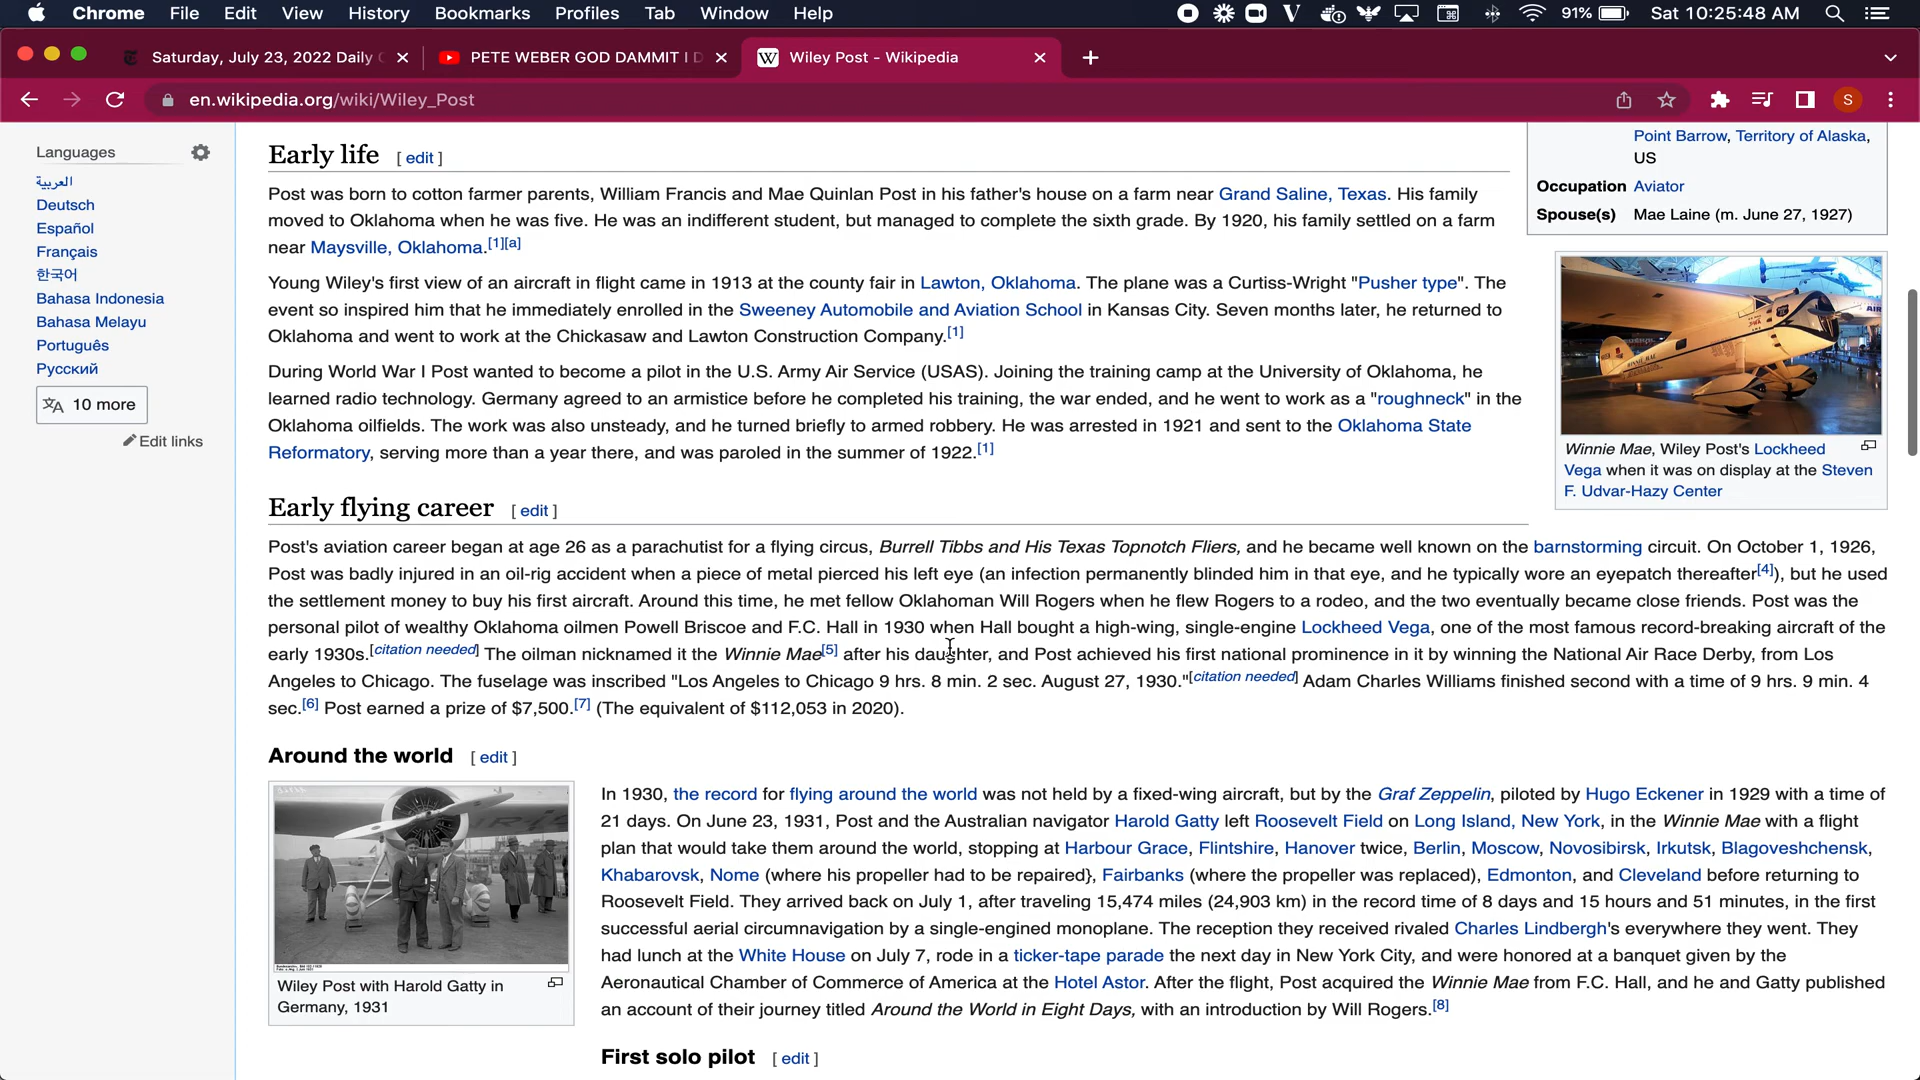 Chrome File Edit View History Bookmarks Profiles Tab Window Help V 91% Sat 10:25:48 AM
Saturday, July 23, 2022 Daily PETE WEBER GOD DAMMIT I D W Wiley Post - Wikipedia
en.wikipedia.org/wiki/Wiley_Post S
Languages
العربية
Deutsch
Español
Français
한국어
Bahasa Indonesia
Bahasa Melayu
Português
Русский
10 more
Edit links
Early life [ edit ]
Post was born to cotton farmer parents, William Francis and Mae Quinlan Post in his father's house on a farm near Grand Saline, Texas. His family
moved to Oklahoma when he was five. He was an indifferent student, but managed to complete the sixth grade. By 1920, his family settled on a farm
near Maysville, Oklahoma.[1][a]
Young Wiley's first view of an aircraft in flight came in 1913 at the county fair in Lawton, Oklahoma. The plane was a Curtiss-Wright "Pusher type". The
event so inspired him that he immediately enrolled in the Sweeney Automobile and Aviation School in Kansas City. Seven months later, he returned to
Oklahoma and went to work at the Chickasaw and Lawton Construction Company.[1]
During World War I Post wanted to become a pilot in the U.S. Army Air Service (USAS). Joining the training camp at the University of Oklahoma, he
learned radio technology. Germany agreed to an armistice before he completed his training, the war ended, and he went to work as a "roughneck" in the
Oklahoma oilfields. The work was also unsteady, and he turned briefly to armed robbery. He was arrested in 1921 and sent to the Oklahoma State
Reformatory, serving more than a year there, and was paroled in the summer of 1922.[1]
Point Barrow, Territory of Alaska,
US
Occupation Aviator
Spouse(s) Mae Laine (m. June 27, 1927)
Winnie Mae, Wiley Post's Lockheed
Vega when it was on display at the Steven
F. Udvar-Hazy Center
Early flying career [ edit ]
Post's aviation career began at age 26 as a parachutist for a flying circus, Burrell Tibbs and His Texas Topnotch Fliers, and he became well known on the barnstorming circuit. On October 1, 1926,
Post was badly injured in an oil-rig accident when a piece of metal pierced his left eye (an infection permanently blinded him in that eye, and he typically wore an eyepatch thereafter[4]), but he used
the settlement money to buy his first aircraft. Around this time, he met fellow Oklahoman Will Rogers when he flew Rogers to a rodeo, and the two eventually became close friends. Post was the
personal pilot of wealthy Oklahoma oilmen Powell Briscoe and F.C. Hall in 1930 when Hall bought a high-wing, single-engine Lockheed Vega, one of the most famous record-breaking aircraft of the
early 1930s.[citation needed] The oilman nicknamed it the Winnie Mae[5] after his daughter, and Post achieved his first national prominence in it by winning the National Air Race Derby, from Los
Angeles to Chicago. The fuselage was inscribed "Los Angeles to Chicago 9 hrs. 8 min. 2 sec. August 27, 1930."[citation needed] Adam Charles Williams finished second with a time of 9 hrs. 9 min. 4
sec.[6] Post earned a prize of $7,500.[7] (The equivalent of $112,053 in 2020).
Around the world [ edit ]
Wiley Post with Harold Gatty in
Germany, 1931
In 1930, the record for flying around the world was not held by a fixed-wing aircraft, but by the Graf Zeppelin, piloted by Hugo Eckener in 1929 with a time of
21 days. On June 23, 1931, Post and the Australian navigator Harold Gatty left Roosevelt Field on Long Island, New York, in the Winnie Mae with a flight
plan that would take them around the world, stopping at Harbour Grace, Flintshire, Hanover twice, Berlin, Moscow, Novosibirsk, Irkutsk, Blagoveshchensk,
Khabarovsk, Nome (where his propeller had to be repaired}, Fairbanks (where the propeller was replaced), Edmonton, and Cleveland before returning to
Roosevelt Field. They arrived back on July 1, after traveling 15,474 miles (24,903 km) in the record time of 8 days and 15 hours and 51 minutes, in the first
successful aerial circumnavigation by a single-engined monoplane. The reception they received rivaled Charles Lindbergh's everywhere they went. They
had lunch at the White House on July 7, rode in a ticker-tape parade the next day in New York City, and were honored at a banquet given by the
Aeronautical Chamber of Commerce of America at the Hotel Astor. After the flight, Post acquired the Winnie Mae from F.C. Hall, and he and Gatty published
an account of their journey titled Around the World in Eight Days, with an introduction by Will Rogers.[8]
First solo pilot [ edit ]